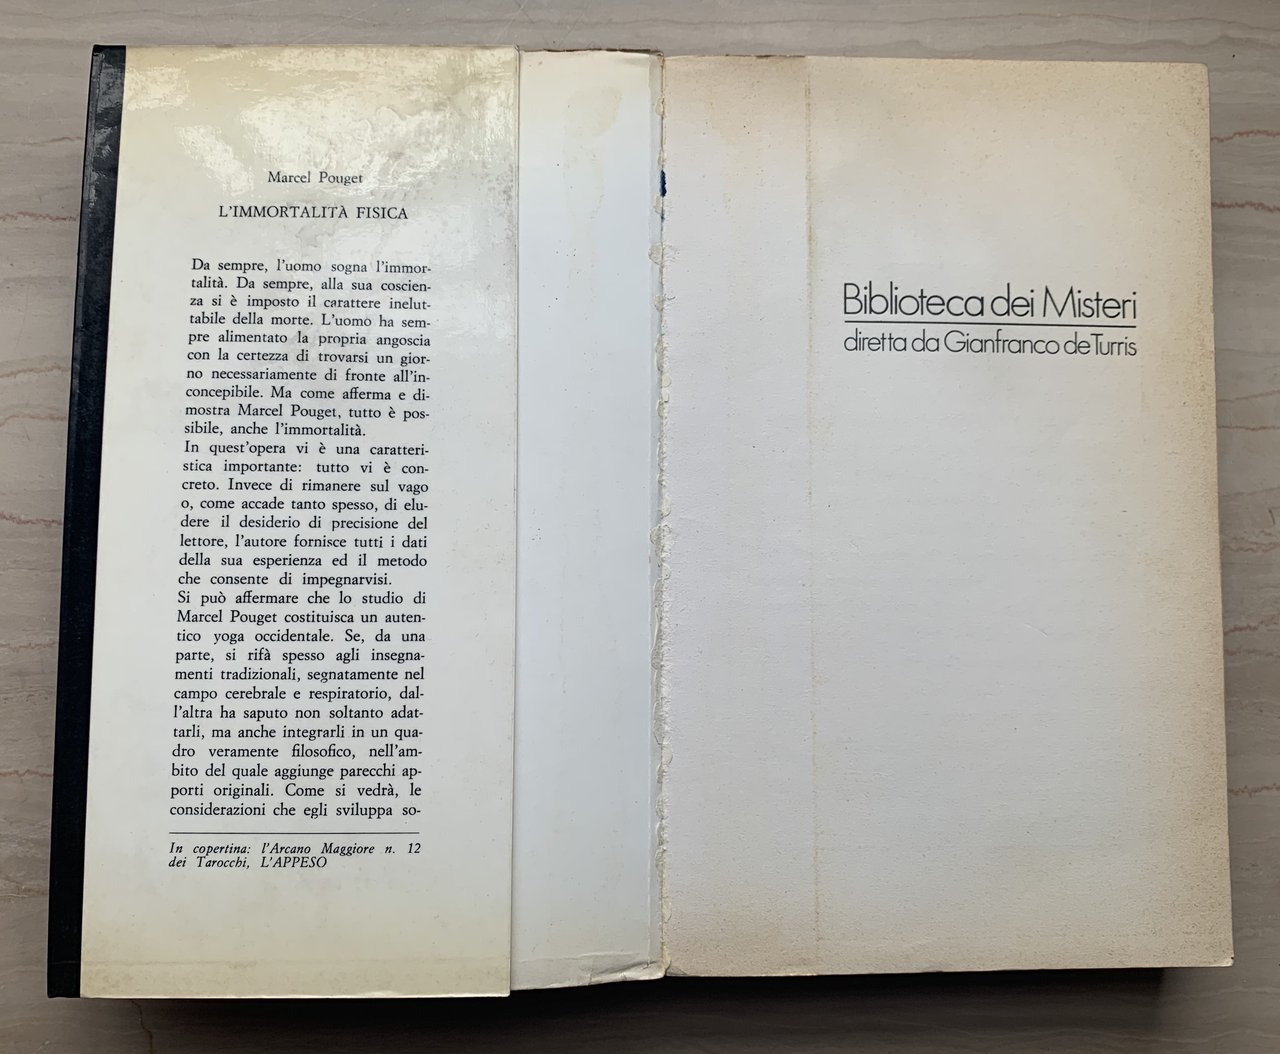 Marcel Pouget
L'IMMORTALITÀ FISICA
Da sempre, l'uomo sogna l'immor-
talità. Da sempre, alla sua coscien-
za si è imposto il carattere inelut-
tabile della morte. L'uomo ha sem-
pre alimentato la propria angoscia
con la certezza di trovarsi un gior-
no necessariamente di fronte all'in-
concepibile. Ma come afferma e di-
mostra Marcel Pouget, tutto è pos-
sibile, anche l'immortalità.
In quest'opera vi è una caratteri-
stica importante: tutto vi è con-
creto. Invece di rimanere sul vago
o, come accade tanto spesso, di elu-
dere il desiderio di precisione del
lettore, l'autore fornisce tutti i dati
della sua esperienza ed il metodo
che consente di impegnarvisi.
Si può affermare che lo studio di
Marcel Pouget costituisca un auten-
tico yoga occidentale. Se, da una
parte, si rifà spesso agli insegna-
menti tradizionali, segnatamente nel
campo cerebrale e respiratorio, dal-
l'altra ha saputo non soltanto adat-
tarli, ma anche integrarli in un qua-
dro veramente filosofico, nell'am-
bito del quale aggiunge parecchi ap-
porti originali. Come si vedrà, le
considerazioni che egli sviluppa so-
In copertina: l'Arcano Maggiore n. 12
dei Tarocchi, L'APPESO
Biblioteca dei Misteri
diretta da Gianfranco de Turris